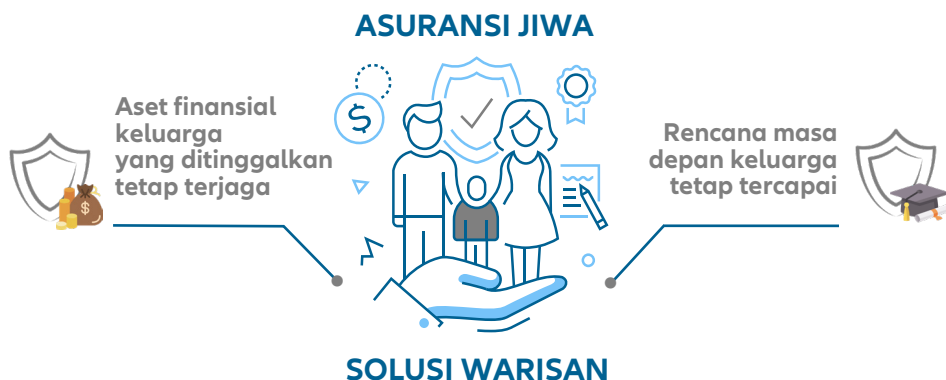 ASURANSI JIWA
Aset finansial
keluarga
yang ditinggalkan
tetap terjaga
$
$
Rencana masa
depan keluarga
tetap tercapai
SOLUSI WARISAN